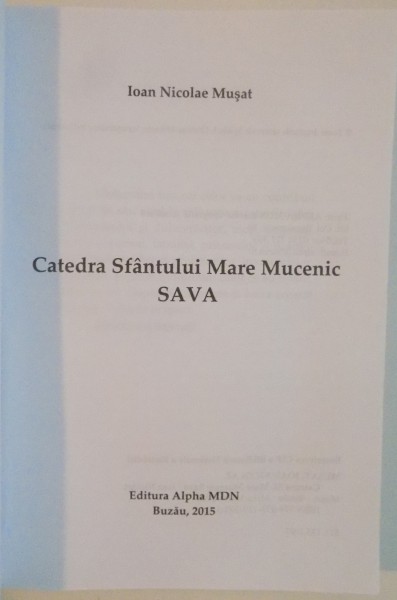 Ioan Nicolae Mușat
Catedra Sfântului Mare Mucenic
SAVA
Editura Alpha MDN
Buzău, 2015